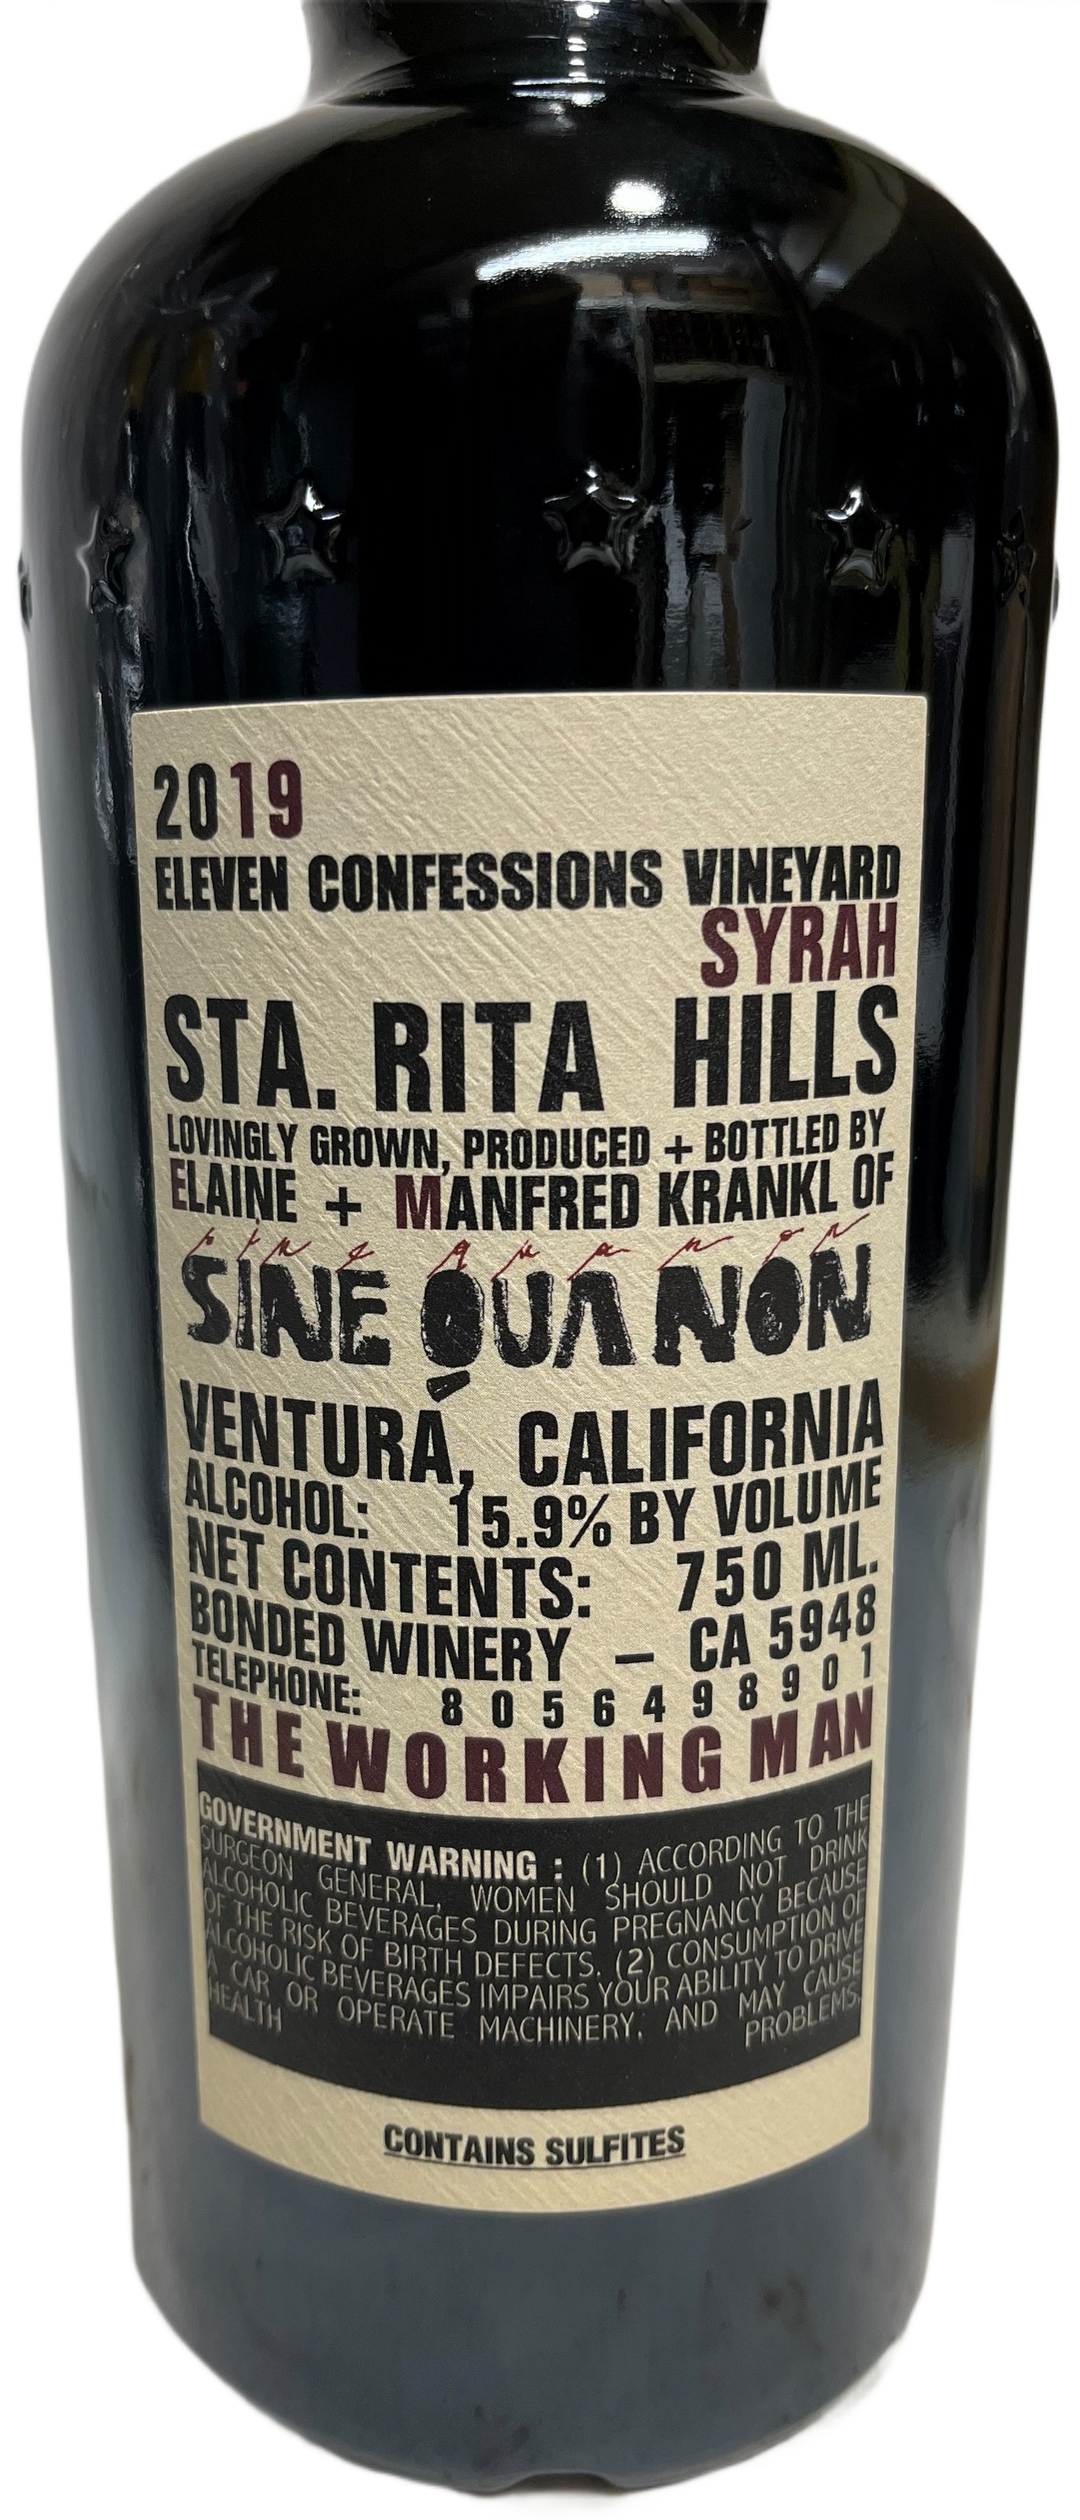 2019
ELEVEN CONFESSIONS VINEYARD
SYRAH
STA. RITA HILLS
LOVINGLY GROWN, PRODUCED + BOTTLED BY
ELAINE + MANFRED KRANKL OF
sine qua non
SINE QUA NON
VENTURA, CALIFORNIA
ALCOHOL: 15.9% BY VOLUME
NET CONTENTS: 750 ML.
BONDED WINERY – CA 5948
TELEPHONE: 8056498901
THE WORKING MAN
GOVERNMENT WARNING : (1) ACCORDING TO THE
SURGEON GENERAL, WOMEN SHOULD NOT DRINK
ALCOHOLIC BEVERAGES DURING PREGNANCY BECAUSE
OF THE RISK OF BIRTH DEFECTS. (2) CONSUMPTION OF
ALCOHOLIC BEVERAGES IMPAIRS YOUR ABILITY TO DRIVE
A CAR OR OPERATE MACHINERY, AND MAY CAUSE
HEALTH PROBLEMS.
CONTAINS SULFITES